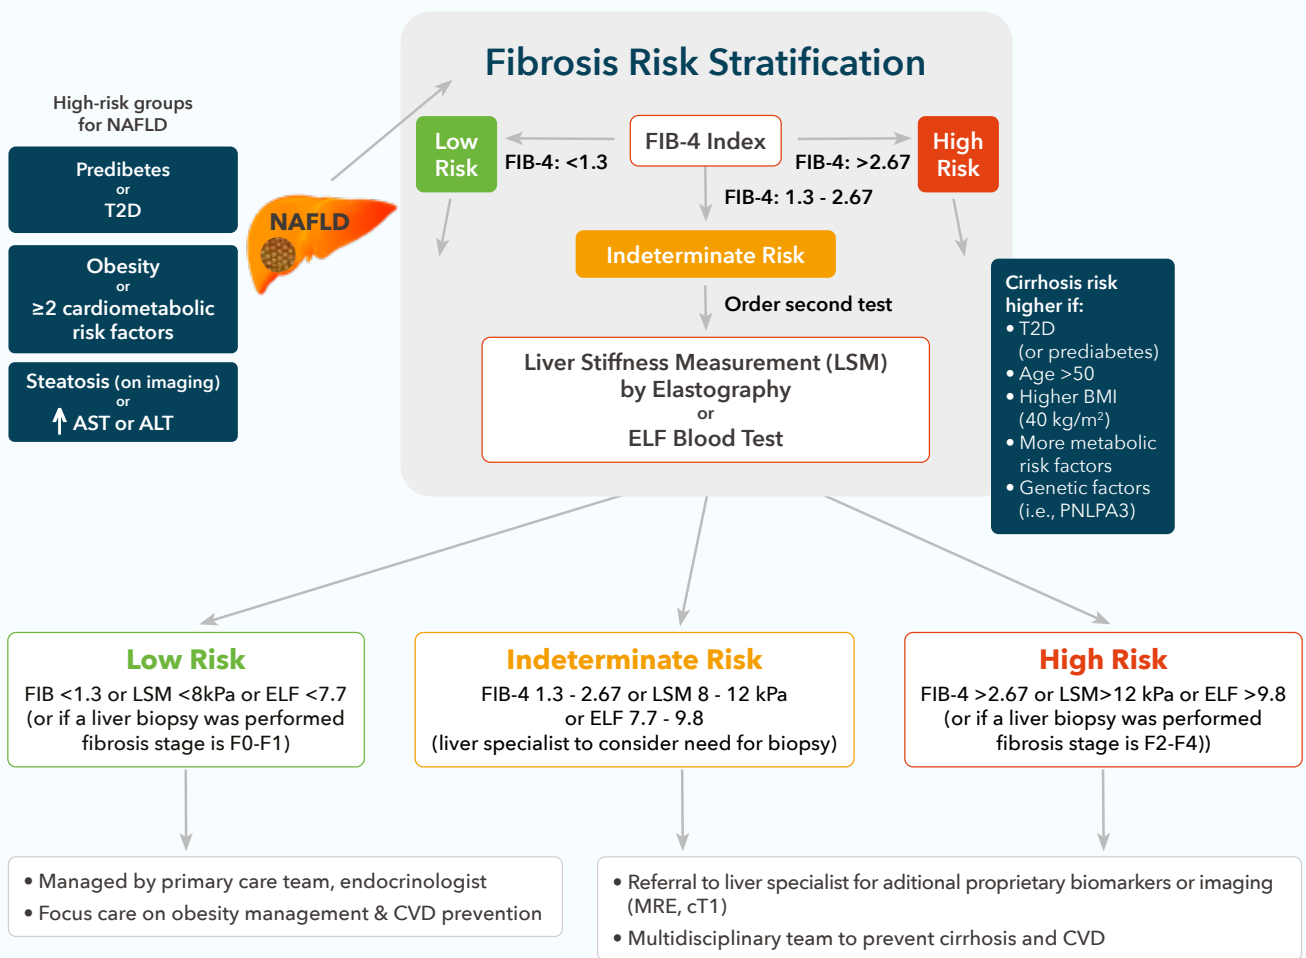 Fibrosis Risk Stratification
High-risk groups
for NAFLD
Predibetes
or
T2D
Obesity
or
≥2 cardiometabolic
risk factors
Steatosis (on imaging)
or
↑ AST or ALT
NAFLD
Low
Risk
FIB-4: <1.3
FIB-4 Index
FIB-4: >2.67
High
Risk
FIB-4: 1.3 - 2.67
Indeterminate Risk
Order second test
Liver Stiffness Measurement (LSM)
by Elastography
or
ELF Blood Test
Cirrhosis risk
higher if:
• T2D
(or prediabetes)
• Age >50
• Higher BMI
(40 kg/m²)
• More metabolic
risk factors
• Genetic factors
(i.e., PNLPA3)
Low Risk
FIB <1.3 or LSM <8kPa or ELF <7.7
(or if a liver biopsy was performed
fibrosis stage is F0-F1)
Indeterminate Risk
FIB-4 1.3 - 2.67 or LSM 8 - 12 kPa
or ELF 7.7 - 9.8
(liver specialist to consider need for biopsy)
High Risk
FIB-4 >2.67 or LSM>12 kPa or ELF >9.8
(or if a liver biopsy was performed
fibrosis stage is F2-F4))
• Managed by primary care team, endocrinologist
• Focus care on obesity management & CVD prevention
• Referral to liver specialist for aditional proprietary biomarkers or imaging
(MRE, cT1)
• Multidisciplinary team to prevent cirrhosis and CVD